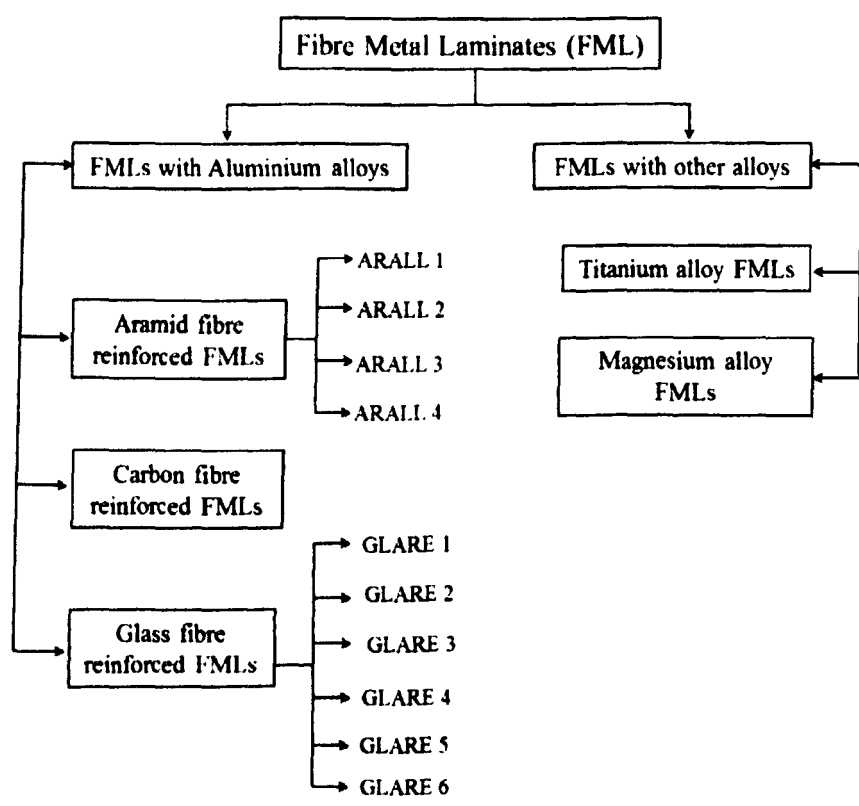 Fibre Metal Laminates (FML)
FMLs with Aluminium alloys
FMLs with other alloys
Aramid fibre
reinforced FMLs
ARALL 1
ARALL 2
ARALL 3
ARALL 4
Carbon fibre
reinforced FMLs
Glass fibre
reinforced FMLs
GLARE 1
GLARE 2
GLARE 3
GLARE 4
GLARE 5
GLARE 6
Titanium alloy FMLs
Magnesium alloy
FMLs